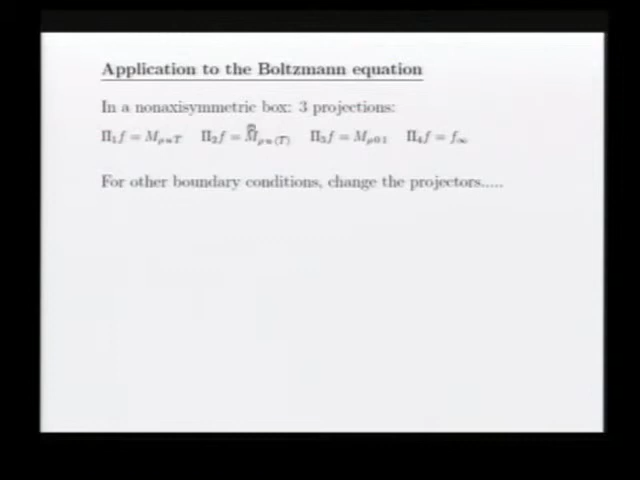 Application to the Boltzmann equation
In a nonaxisymmetric box: 3 projections:
Π₁f = M_{ρuT} Π₂f = M_{ρu⟨T⟩} Π₃f = M_{ρ01} Π₄f = f_∞
For other boundary conditions, change the projectors.....